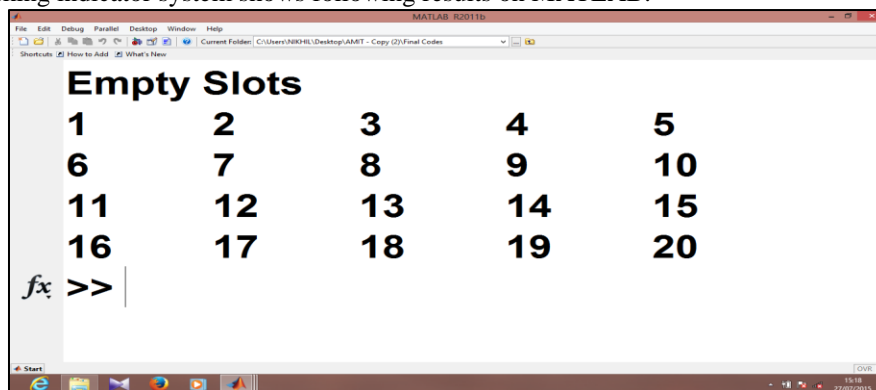 ing indicator system shows following results on MATLAB.
MATLAB R2011b
File Edit Debug Parallel Desktop Window Help
Current Folder: C:\Users\NIKHIL\Desktop\AMIT - Copy (2)\Final Codes
Shortcuts How to Add What's New
Empty Slots
1 2 3 4 5
6 7 8 9 10
11 12 13 14 15
16 17 18 19 20
fx >>
Start OVR
15:18
27/07/2015